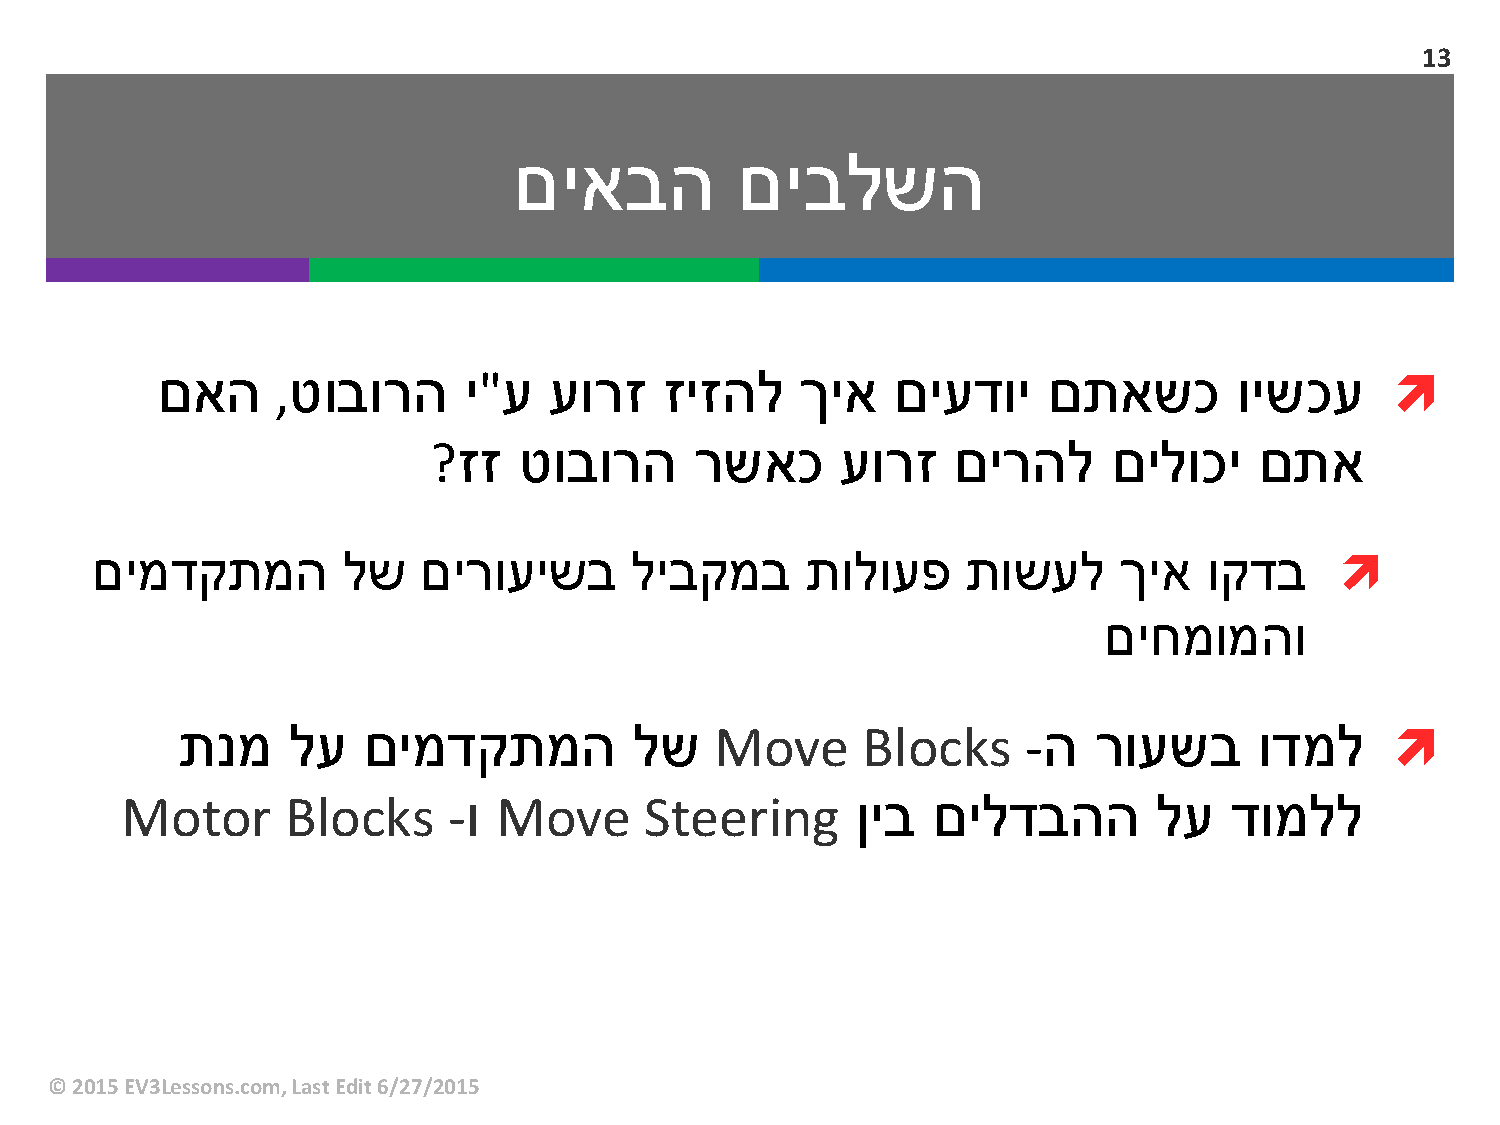 13
השלבים הבאים
עכשיו כשאתם יודעים איך להזיז זרוע ע"י הרובוט, האם
אתם יכולים להרים זרוע כאשר הרובוט זז?
בדקו איך לעשות פעולות במקביל בשיעורים של המתקדמים
והמומחים
למדו בשעור ה- Move Blocks של המתקדמים על מנת
ללמוד על ההבדלים בין Move Steering ו- Motor Blocks
© 2015 EV3Lessons.com, Last Edit 6/27/2015